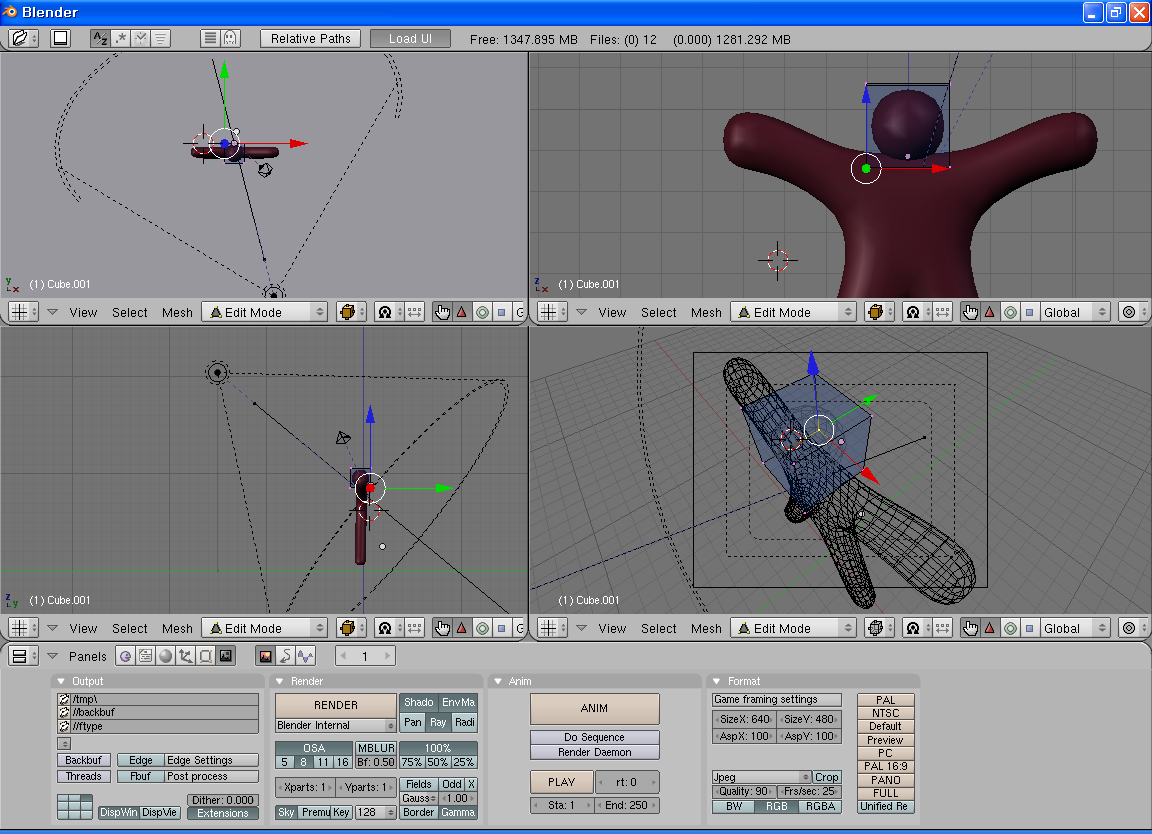 Blender
Relative Paths Load UI Free: 1347.895 MB Files: (0) 12 (0.000) 1281.292 MB
(1) Cube.001
(1) Cube.001
View Select Mesh Edit Mode G
View Select Mesh Edit Mode Global
(1) Cube.001
(1) Cube.001
View Select Mesh Edit Mode G
View Select Mesh Edit Mode Global
Panels 1
Output
/tmp\
//backbuf
//ftype
Backbuf Edge Edge Settings
Threads Fbuf Post process
Dither: 0.000
DispWin DispVie Extensions
Render
RENDER
Blender Internal
Shado EnvMa
Pan Ray Radi
OSA MBLUR 100%
5 8 11 16 Bf: 0.50 75% 50% 25%
Xparts: 1 Yparts: 1 Fields Odd X
Gauss 1.00
Sky Premu Key 128 Border Gamma
Anim
ANIM
Do Sequence
Render Daemon
PLAY rt: 0
Sta: 1 End: 250
Format
Game framing settings
SizeX: 640 SizeY: 480
AspX: 100 AspY: 100
Jpeg Crop
Quality: 90 Frs/sec: 25
BW RGB RGBA
PAL
NTSC
Default
Preview
PC
PAL 16:9
PANO
FULL
Unified Re